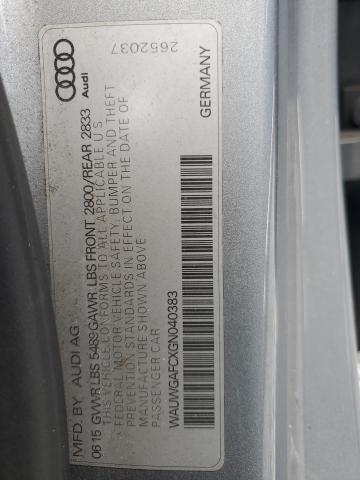 Audi
2652037
MFD. BY AUDI AG
06 15 GVWR LBS 5489 GAWR LBS FRONT 2800/REAR 2833
*CONFORMS TO ALL APPLICABLE U S
* FEDERAL MOTOR VEHICLE SAFETY, BUMPER AND THEFT
PREVENTION STANDARDS IN EFFECT ON THE DATE OF
MANUFACTURE SHOWN ABOVE
PASSENGER CAR
WAUWGAFCXGN040383
GERMANY